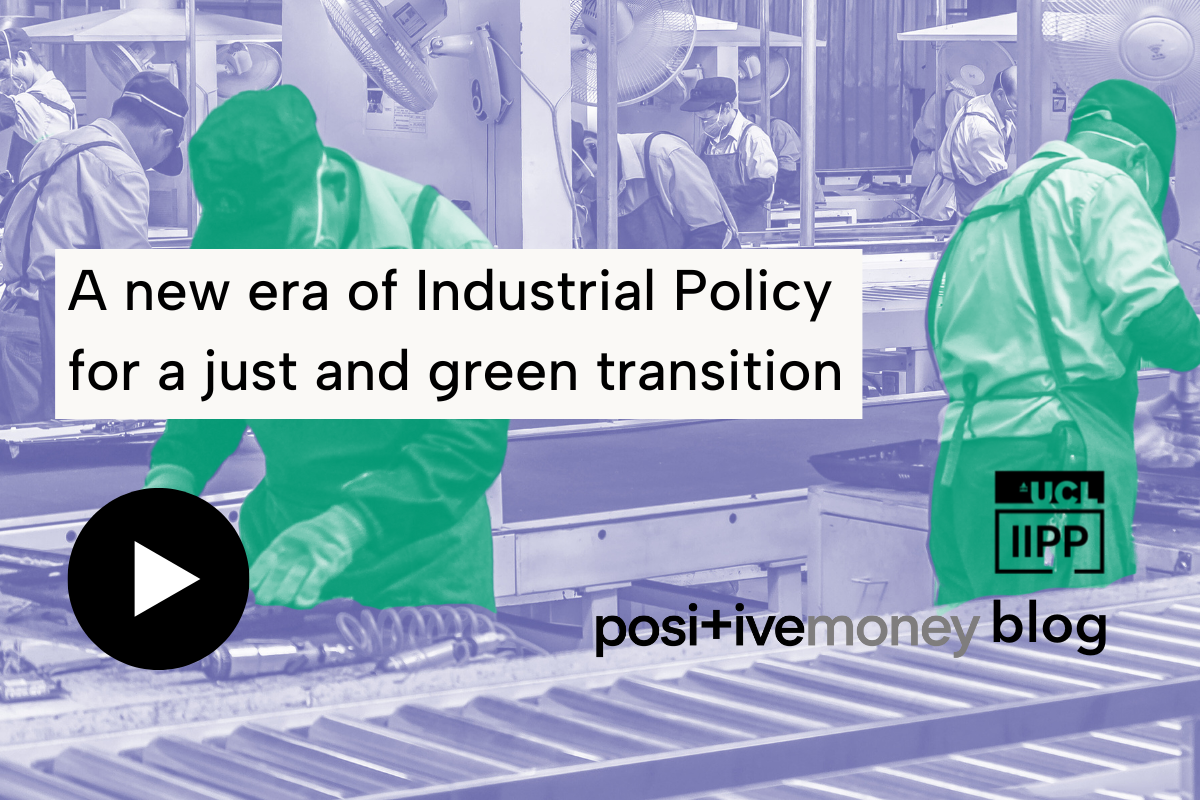 A new era of Industrial Policy
for a just and green transition
UCL
IIPP
positivemoney blog